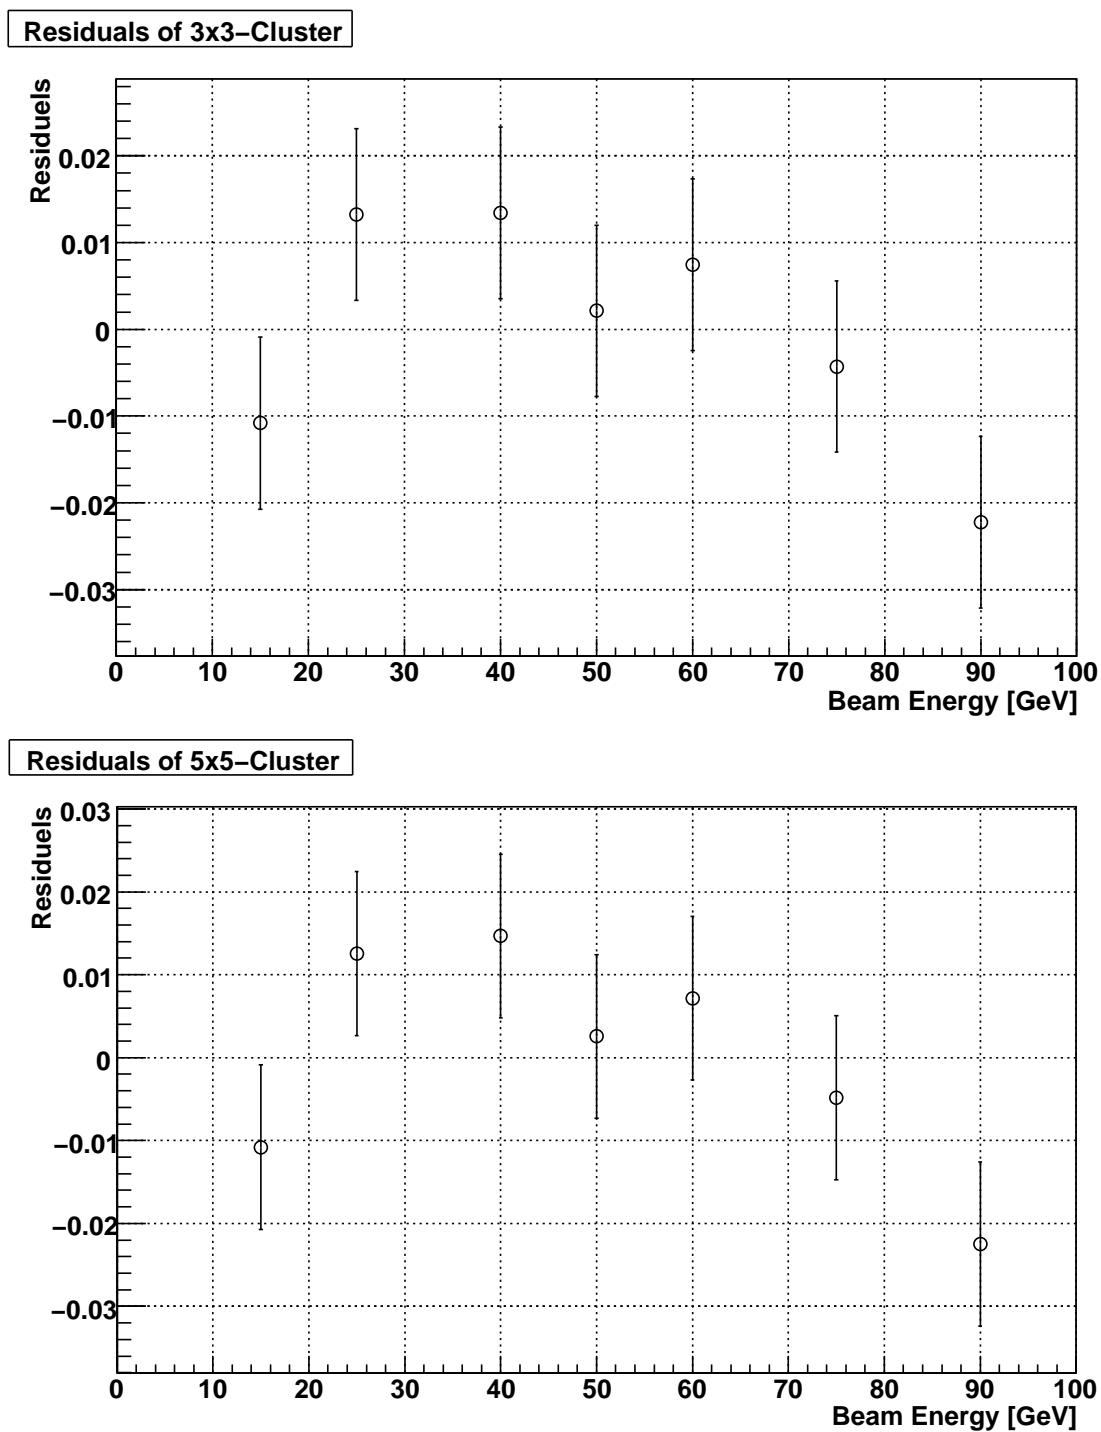 Residuals of 3x3−Cluster
Residuels
0.02
0.01
0
−0.01
−0.02
−0.03
0 10 20 30 40 50 60 70 80 90 100
Beam Energy [GeV]
Residuals of 5x5−Cluster
Residuels
0.03
0.02
0.01
0
−0.01
−0.02
−0.03
0 10 20 30 40 50 60 70 80 90 100
Beam Energy [GeV]